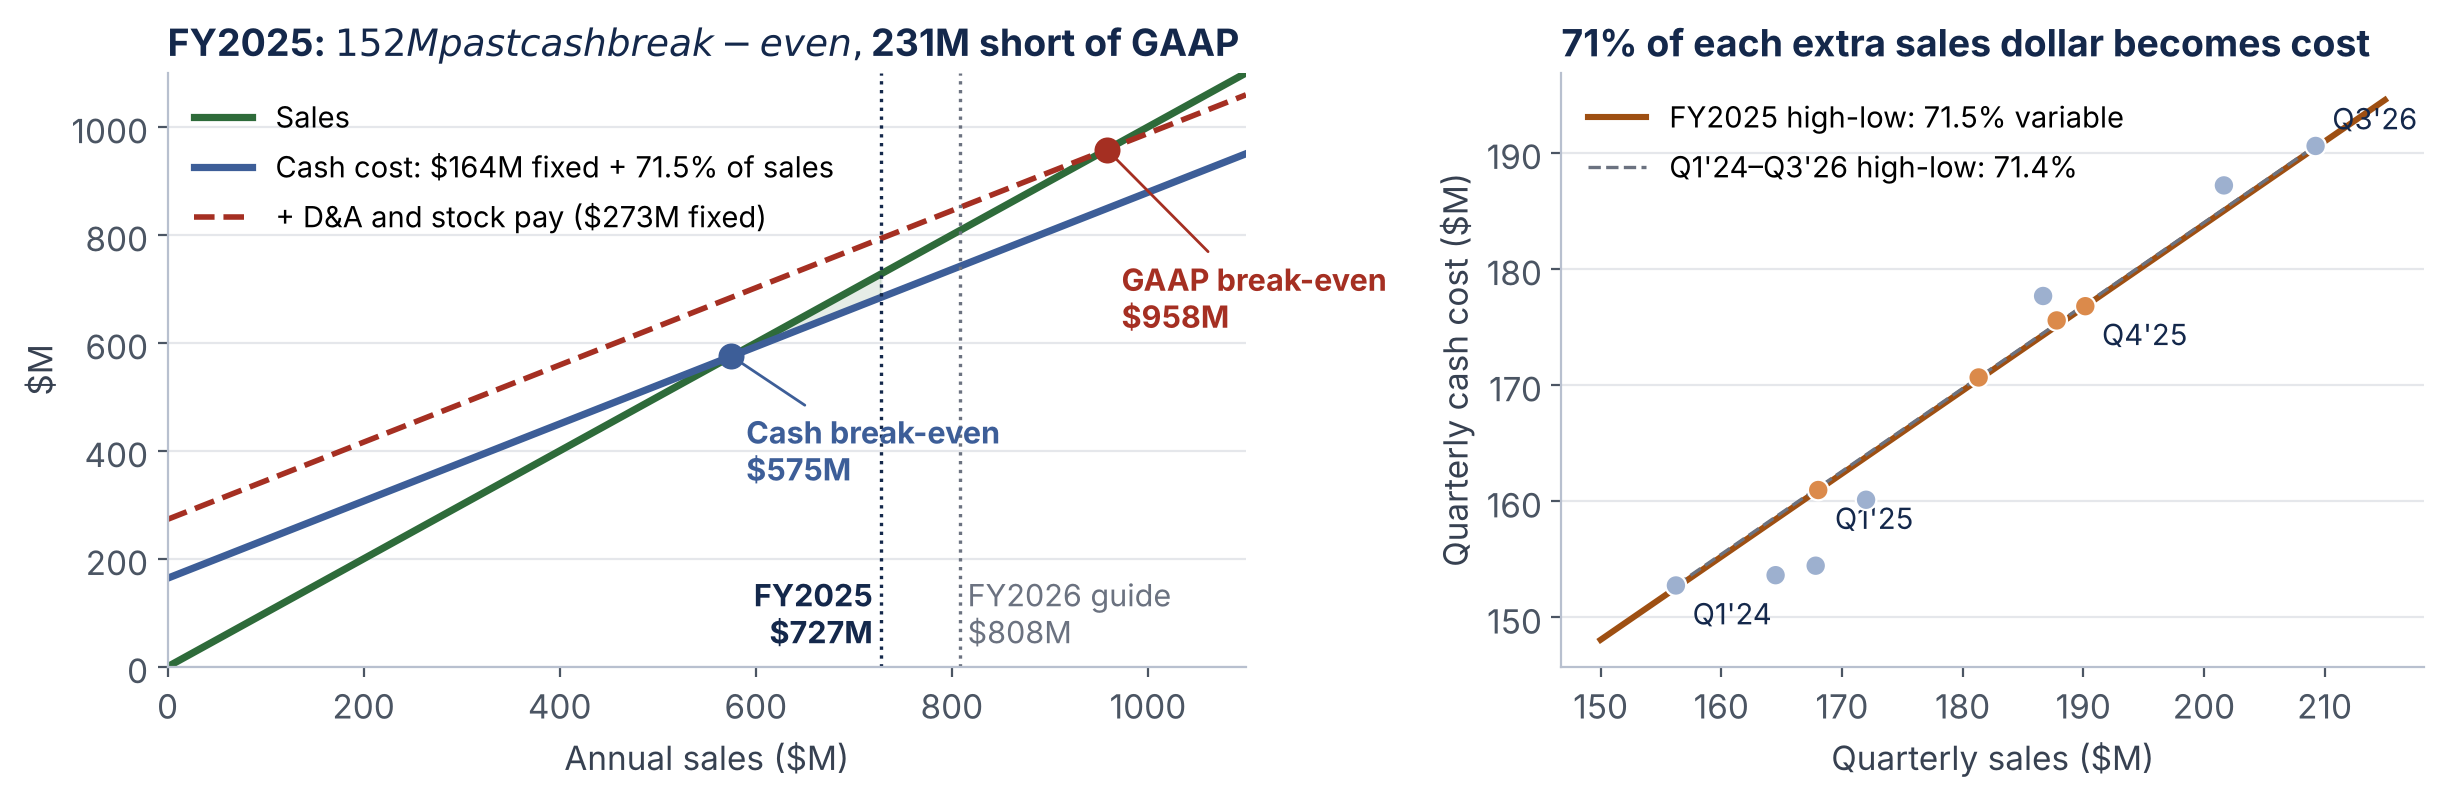 FY2025: 152Mpastcashbreak − even, 231M short of GAAP
Sales
Cash cost: $164M fixed + 71.5% of sales
+ D&A and stock pay ($273M fixed)
GAAP break-even
$958M
Cash break-even
$575M
FY2025
$727M
FY2026 guide
$808M
$M
1000
800
600
400
200
0
0 200 400 600 800 1000
Annual sales ($M)
71% of each extra sales dollar becomes cost
FY2025 high-low: 71.5% variable
Q1'24–Q3'26 high-low: 71.4%
Q3'26
Q4'25
Q1'25
Q1'24
Quarterly cash cost ($M)
190
180
170
160
150
150 160 170 180 190 200 210
Quarterly sales ($M)